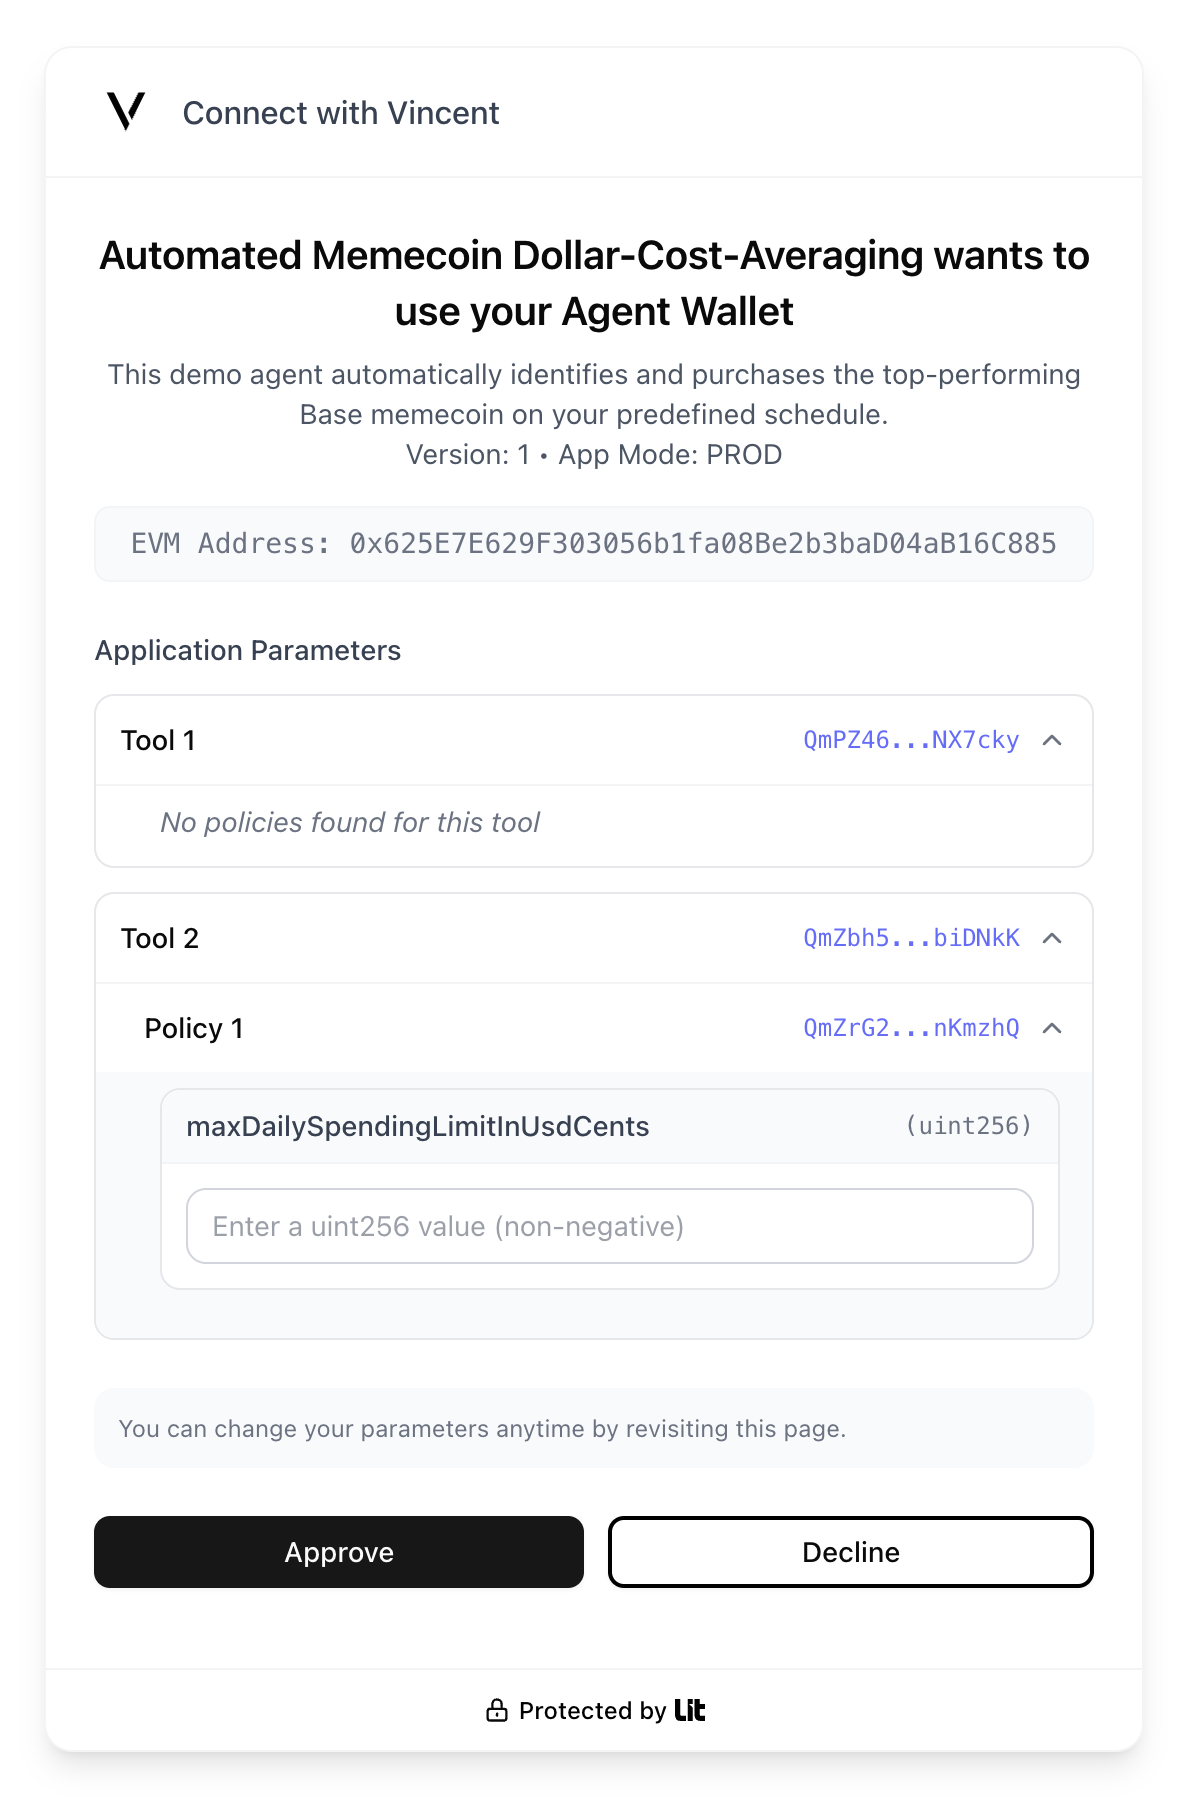 Connect with Vincent
Automated Memecoin Dollar-Cost-Averaging wants to
use your Agent Wallet
This demo agent automatically identifies and purchases the top-performing
Base memecoin on your predefined schedule.
Version: 1 • App Mode: PROD
EVM Address: 0x625E7E629F303056b1fa08Be2b3baD04aB16C885
Application Parameters
Tool 1 QmPZ46...NX7cky
No policies found for this tool
Tool 2 QmZbh5...biDNkK
Policy 1 QmZrG2...nKmzhQ
maxDailySpendingLimitInUsdCents (uint256)
Enter a uint256 value (non-negative)
You can change your parameters anytime by revisiting this page.
Approve Decline
Protected by Lit